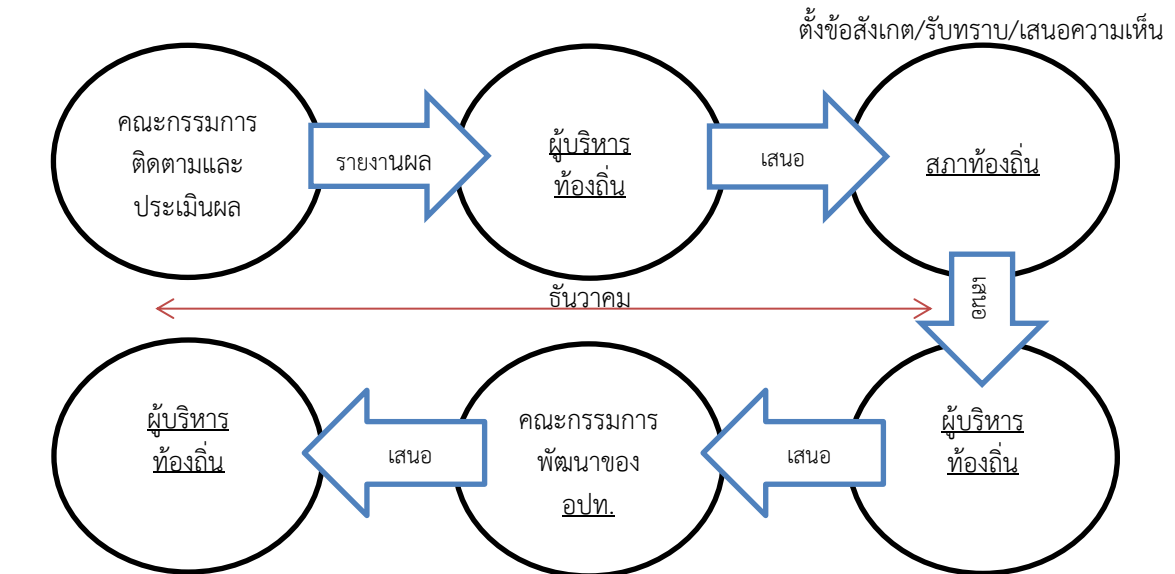 ตั้งข้อสังเกต/รับทราบ/เสนอความเห็น
คณะกรรมการ
ติดตามและ
ประเมินผล
รายงานผล
ผู้บริหาร
ท้องถิ่น
เสนอ
สภาท้องถิ่น
ธันวาคม
เสนอ
ผู้บริหาร
ท้องถิ่น
เสนอ
คณะกรรมการ
พัฒนาของ
อปท.
เสนอ
ผู้บริหาร
ท้องถิ่น